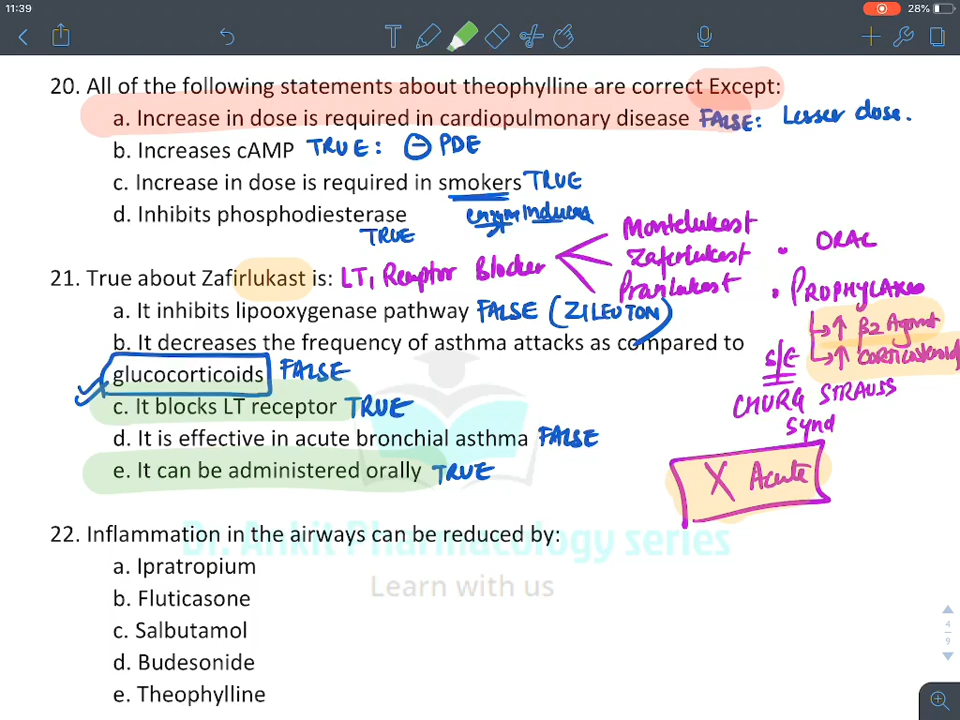 11:39
28%
20. All of the following statements about theophylline are correct Except:
a. Increase in dose is required in cardiopulmonary disease FALSE: Lesser dose.
b. Increases cAMP TRUE: ⊖ PDE
c. Increase in dose is required in smokers TRUE
enzym Inducers
d. Inhibits phosphodiesterase
TRUE
21. True about Zafirlukast is: LT1 Receptor Blocker
Montelukast
Zafirlukast
Pranlukast
• ORAL
• PROPHYLAXIS
↳ ↑ β2 Agonist
↳ ↑ CORTICOSTEROID
a. It inhibits lipooxygenase pathway FALSE (ZILEUTON)
b. It decreases the frequency of asthma attacks as compared to
glucocorticoids FALSE
c. It blocks LT receptor TRUE
d. It is effective in acute bronchial asthma FALSE
e. It can be administered orally TRUE
S/E
CHURG STRAUSS
Synd
X Acute
22. Inflammation in the airways can be reduced by:
Dr. Ankit Pharmacology series
Learn with us
a. Ipratropium
b. Fluticasone
c. Salbutamol
d. Budesonide
e. Theophylline
4
9